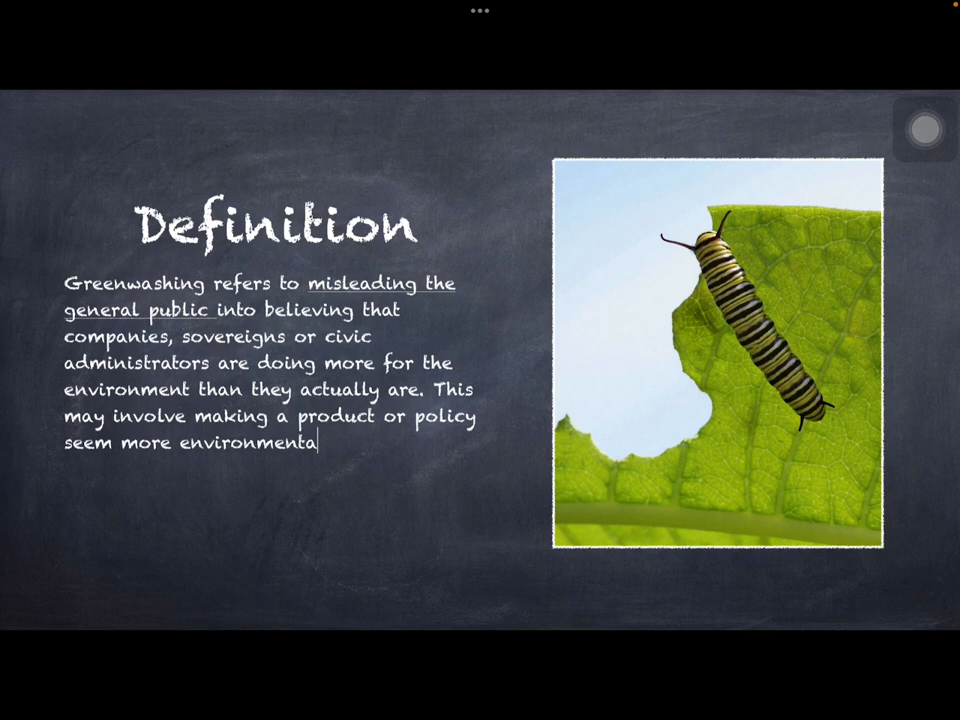 Definition
Greenwashing refers to misleading the
general public into believing that
companies, sovereigns or civic
administrators are doing more for the
environment than they actually are. This
may involve making a product or policy
seem more environmenta